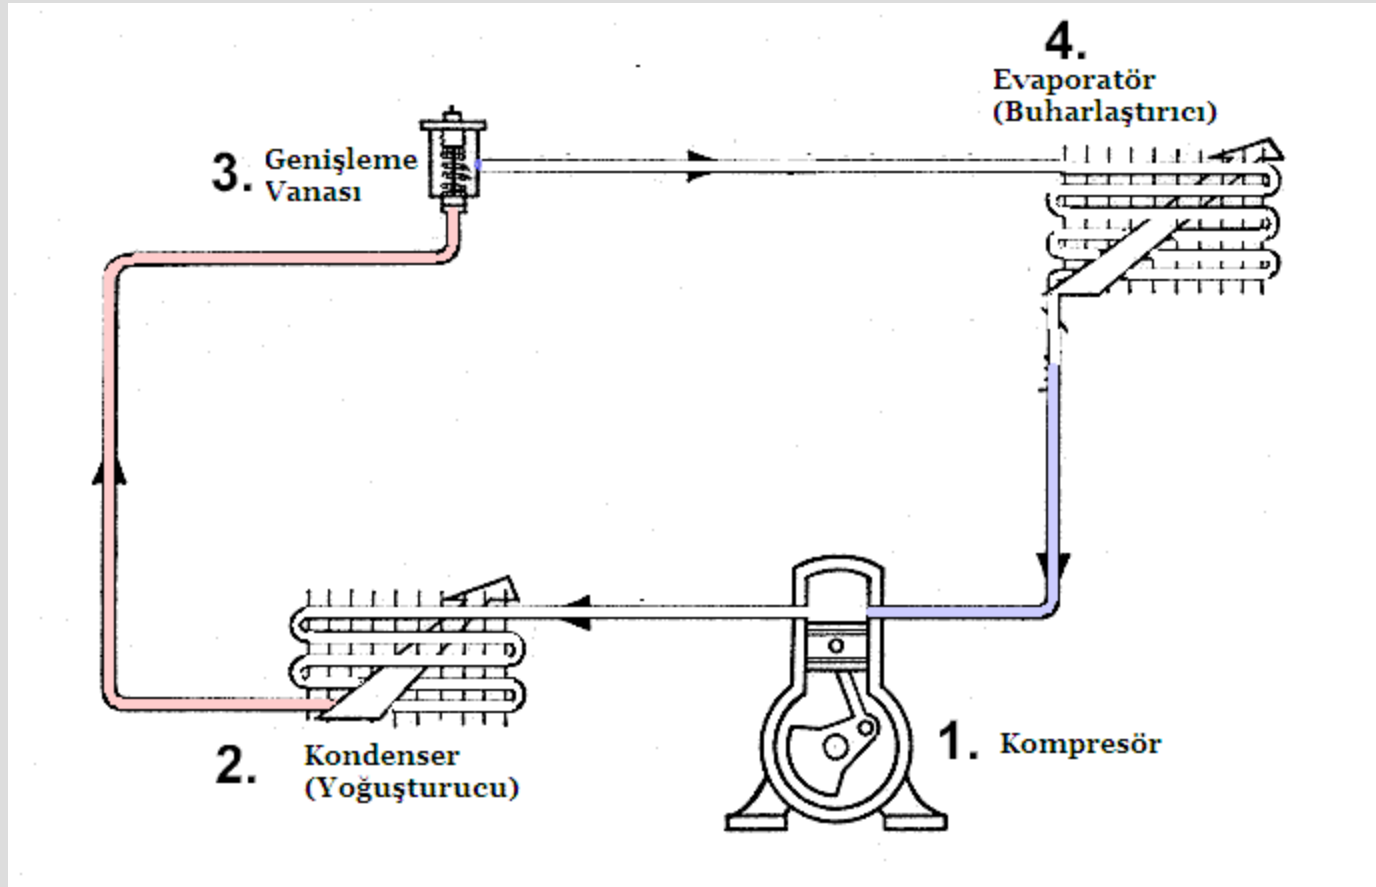 4.
Evaporatör
(Buharlaştırıcı)
3. Genişleme
Vanası
1. Kompresör
2. Kondenser
(Yoğuşturucu)